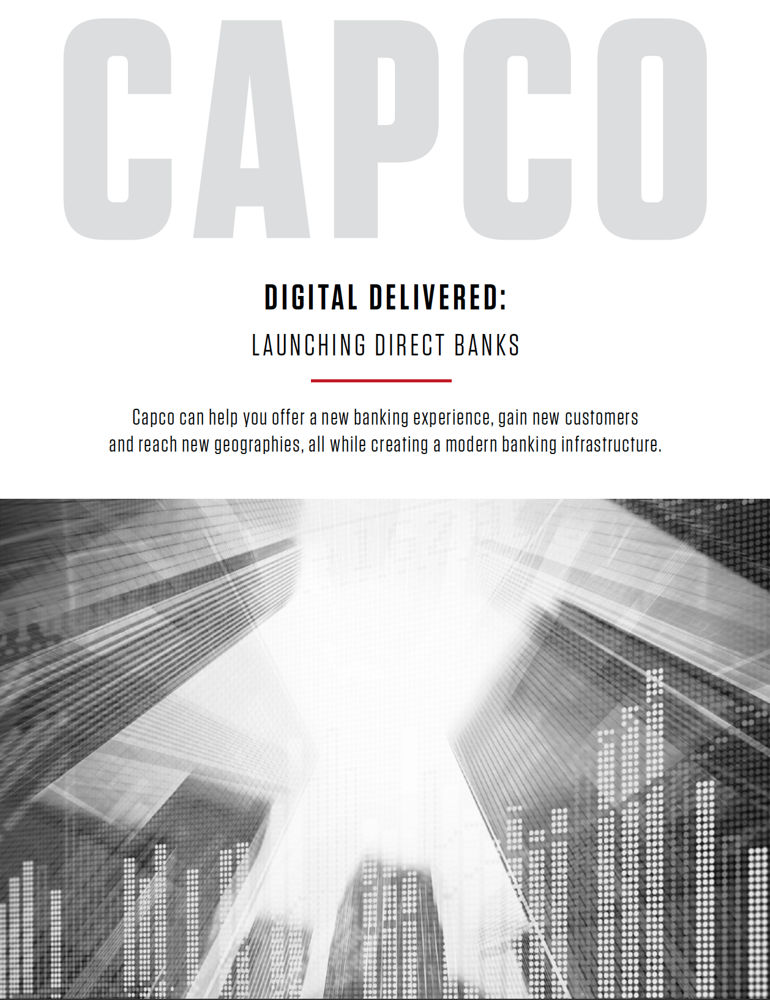 CAPCO
DIGITAL DELIVERED:
LAUNCHING DIRECT BANKS
Capco can help you offer a new banking experience, gain new customers
and reach new geographies, all while creating a modern banking infrastructure.